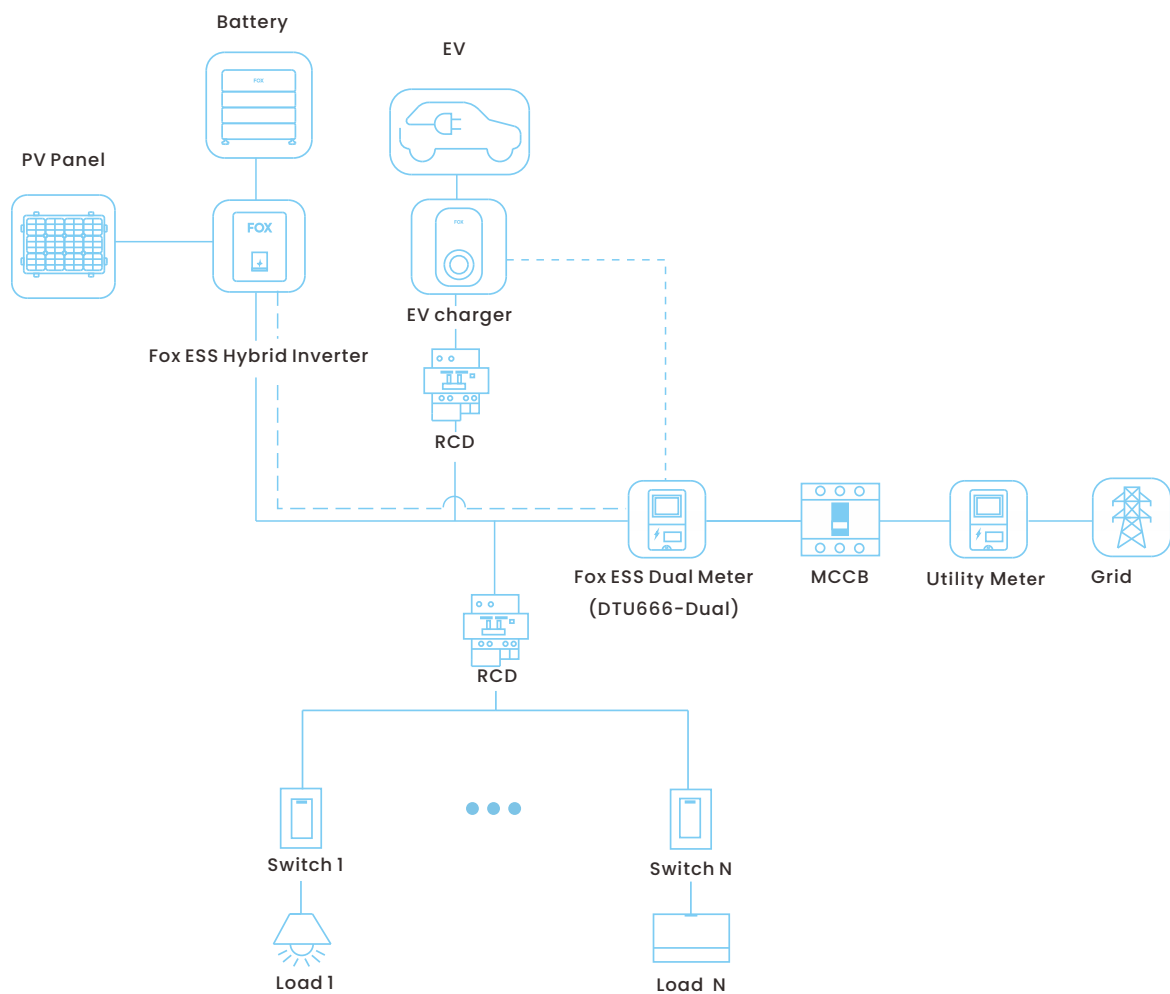 Battery
EV
FOX
PV Panel
FOX
FOX
EV charger
Fox ESS Hybrid Inverter
RCD
Fox ESS Dual Meter
(DTU666-Dual)
MCCB
Utility Meter
Grid
RCD
Switch 1
Switch N
Load 1
Load N